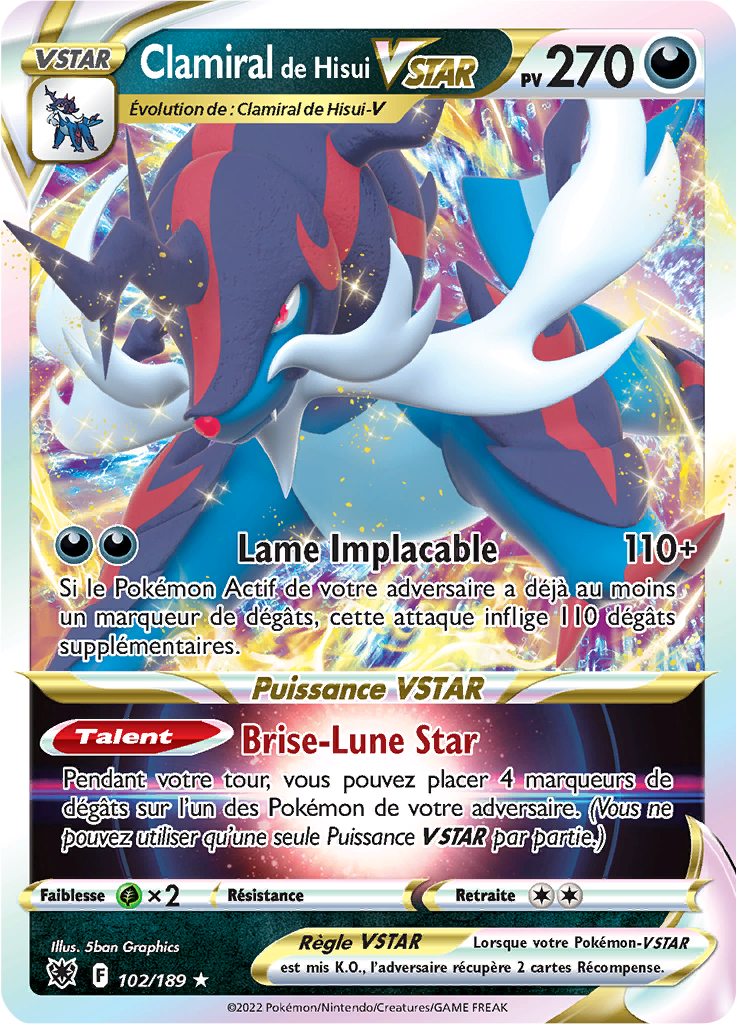 VSTAR
Clamiral de Hisui VSTAR PV 270
Évolution de : Clamiral de Hisui-V
Lame Implacable 110+
Si le Pokémon Actif de votre adversaire a déjà au moins
un marqueur de dégâts, cette attaque inflige 110 dégâts
supplémentaires.
Puissance VSTAR
Talent Brise-Lune Star
Pendant votre tour, vous pouvez placer 4 marqueurs de
dégâts sur l'un des Pokémon de votre adversaire. (Vous ne
pouvez utiliser qu'une seule Puissance VSTAR par partie.)
Faiblesse ×2 Résistance Retraite
Illus. 5ban Graphics
F 102/189 ★
Règle VSTAR Lorsque votre Pokémon-VSTAR
est mis K.O., l'adversaire récupère 2 cartes Récompense.
©2022 Pokémon/Nintendo/Creatures/GAME FREAK